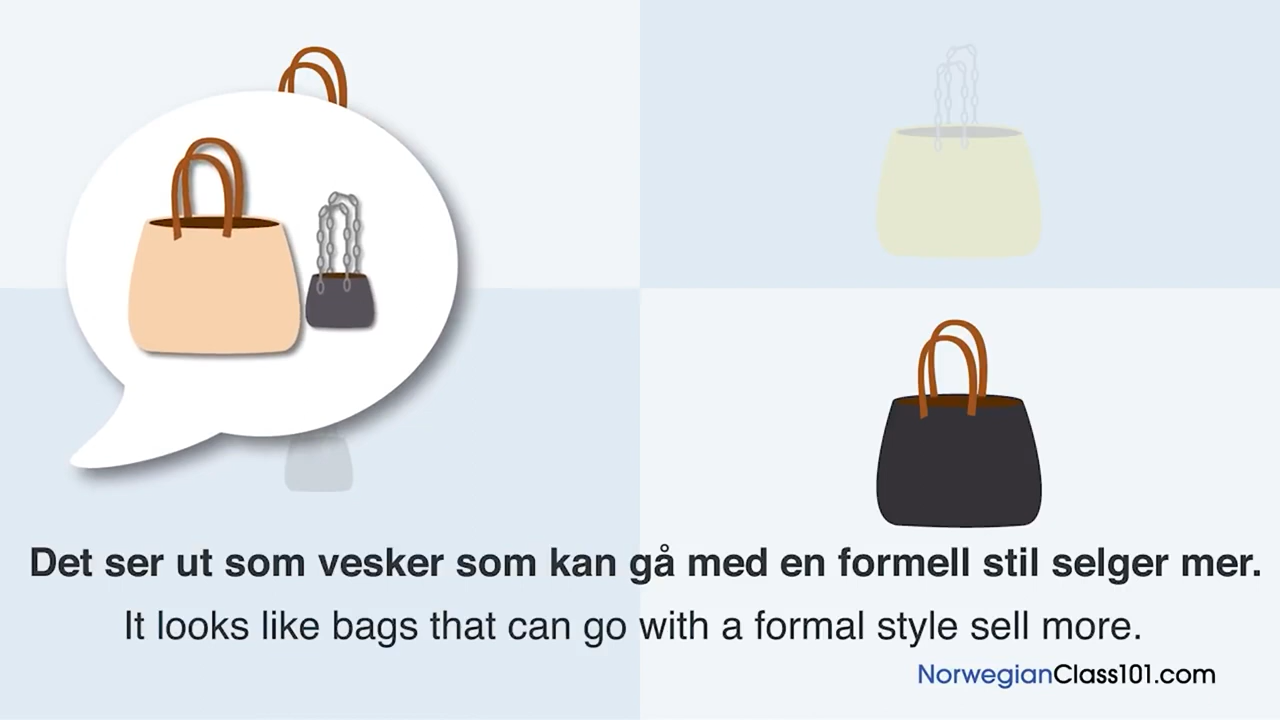 Det ser ut som vesker som kan gå med en formell stil selger mer.
It looks like bags that can go with a formal style sell more.
NorwegianClass101.com